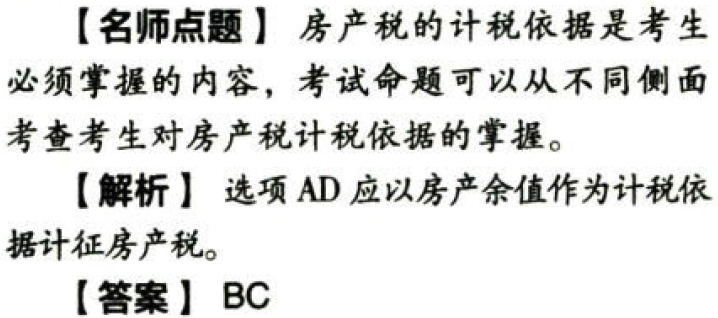 【名师点题】 房产税的计税依据是考生
必须掌握的内容，考试命题可以从不同侧面
考查考生对房产税计税依据的掌握。
【解析】 选项 AD 应以房产余值作为计税依
据计征房产税。
【答案】 BC